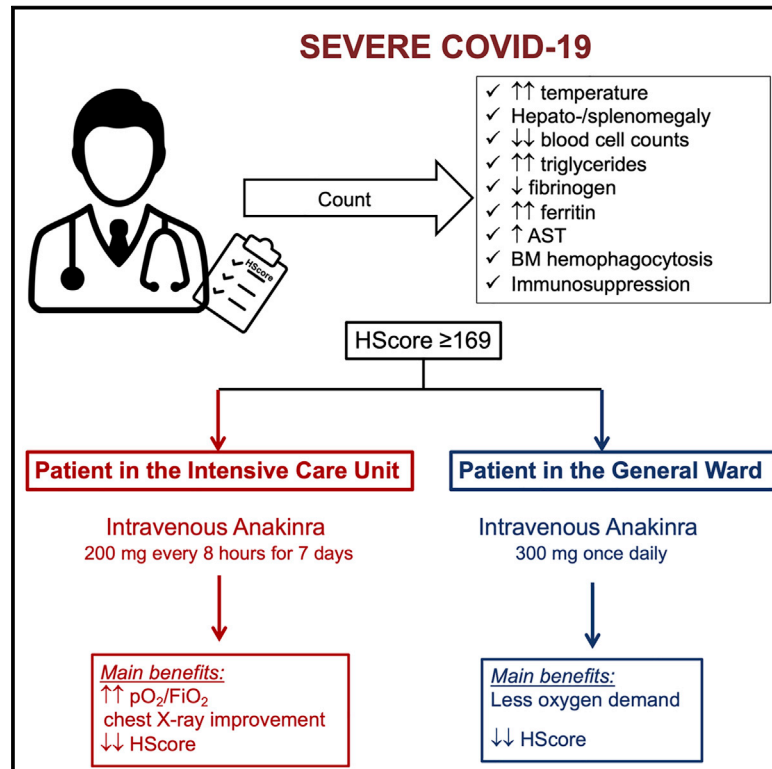 SEVERE COVID-19
✓ ↑↑ temperature
✓ Hepato-/splenomegaly
✓ ↓↓ blood cell counts
✓ ↑↑ triglycerides
✓ ↓ fibrinogen
✓ ↑↑ ferritin
✓ ↑ AST
✓ BM hemophagocytosis
✓ Immunosuppression
Count
HScore
HScore ≥169
Patient in the Intensive Care Unit
Intravenous Anakinra
200 mg every 8 hours for 7 days
Main benefits:
↑↑ pO₂/FiO₂
chest X-ray improvement
↓↓ HScore
Patient in the General Ward
Intravenous Anakinra
300 mg once daily
Main benefits:
Less oxygen demand
↓↓ HScore